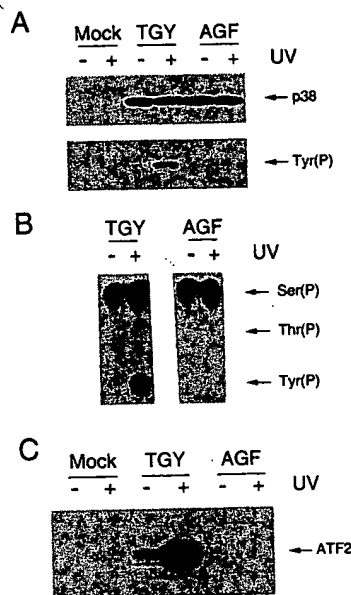 A
Mock TGY AGF
- + - + - + UV
p38
Tyr(P)
B
TGY AGF
- + - + UV
Ser(P)
Thr(P)
Tyr(P)
C
Mock TGY AGF
- + - + - + UV
ATF2